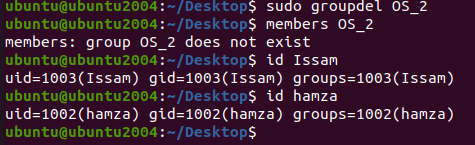 ubuntu@ubuntu2004:~/Desktop$ sudo groupdel OS_2
ubuntu@ubuntu2004:~/Desktop$ members OS_2
members: group OS_2 does not exist
ubuntu@ubuntu2004:~/Desktop$ id Issam
uid=1003(Issam) gid=1003(Issam) groups=1003(Issam)
ubuntu@ubuntu2004:~/Desktop$ id hamza
uid=1002(hamza) gid=1002(hamza) groups=1002(hamza)
ubuntu@ubuntu2004:~/Desktop$